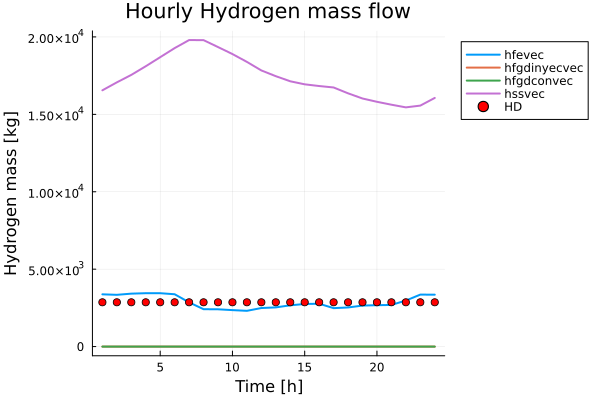 Hourly Hydrogen mass flow
Hydrogen mass [kg]
2.00×10⁴
1.50×10⁴
1.00×10⁴
5.00×10³
0
5 10 15 20
Time [h]
hfevec
hfgdinyecvec
hfgdconvec
hssvec
HD